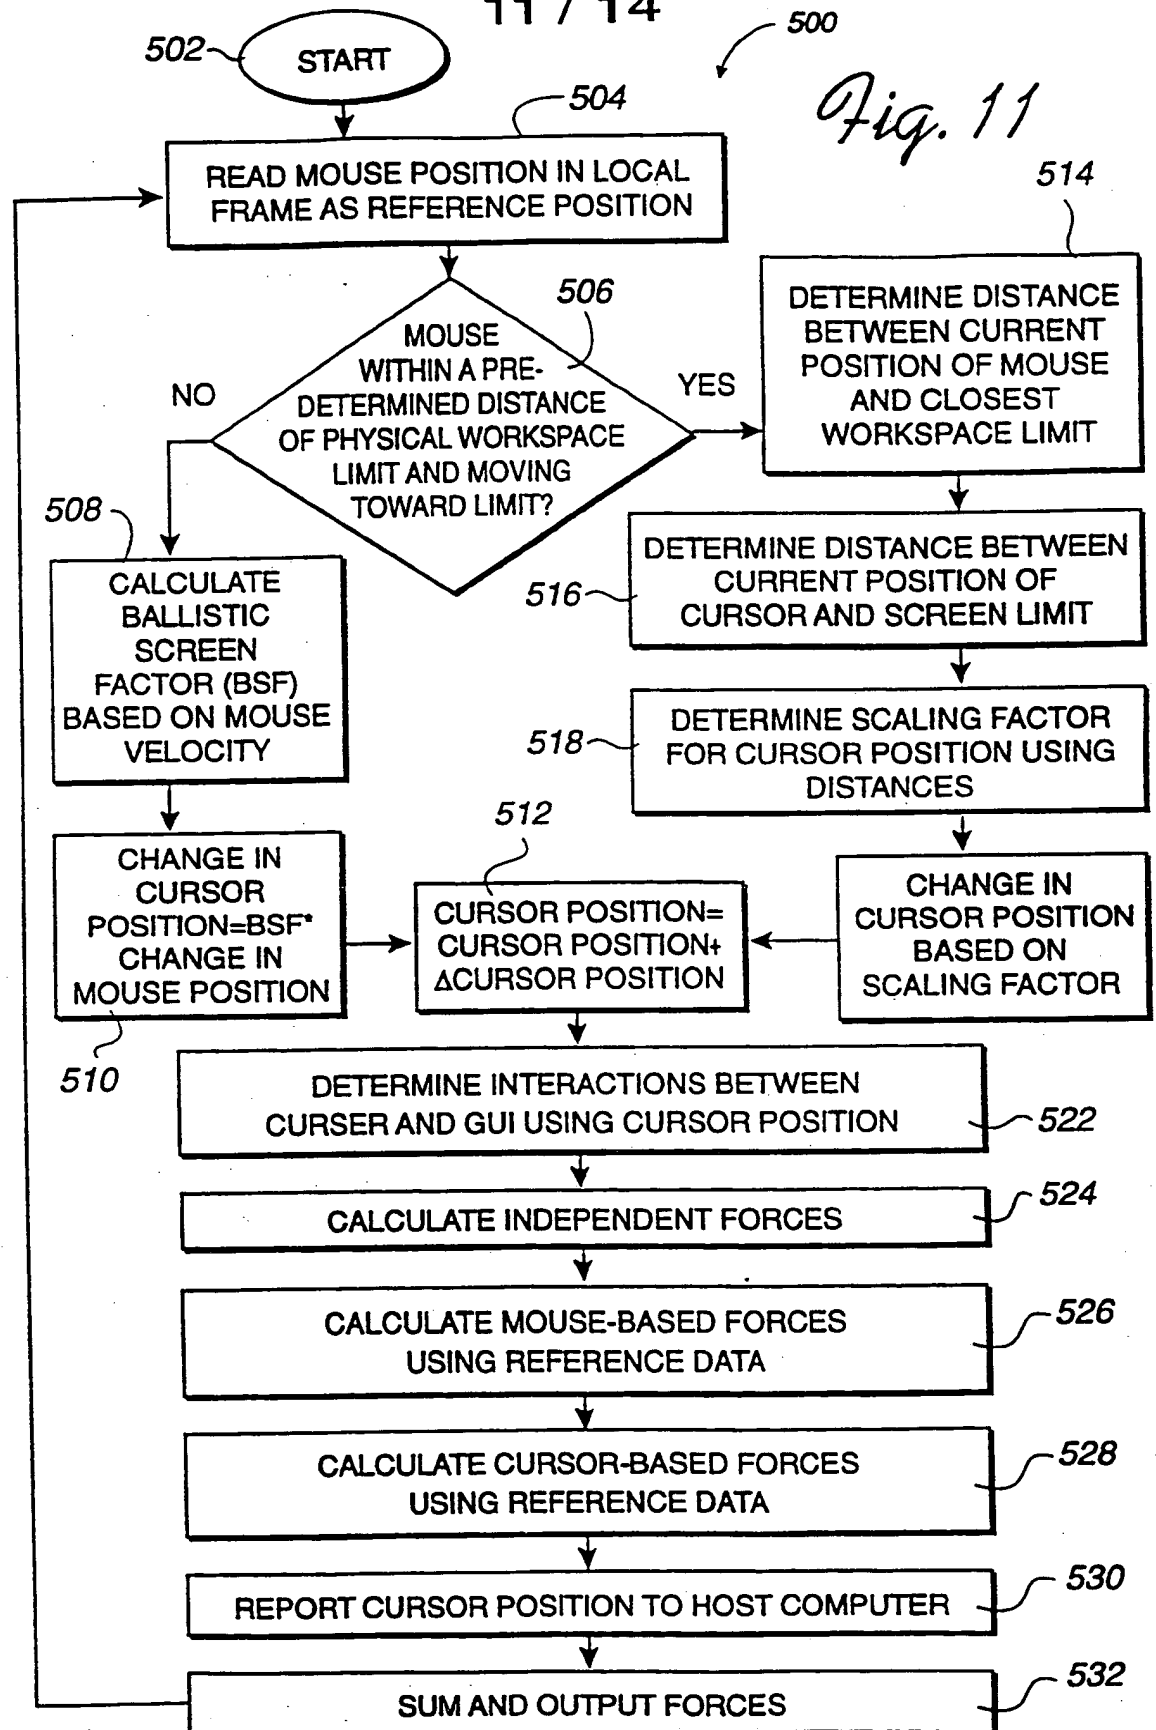 11 / 14
500
Fig. 11
502
START
504
READ MOUSE POSITION IN LOCAL
FRAME AS REFERENCE POSITION
506
MOUSE
WITHIN A PRE-
DETERMINED DISTANCE
OF PHYSICAL WORKSPACE
LIMIT AND MOVING
TOWARD LIMIT?
NO
YES
514
DETERMINE DISTANCE
BETWEEN CURRENT
POSITION OF MOUSE
AND CLOSEST
WORKSPACE LIMIT
508
CALCULATE
BALLISTIC
SCREEN
FACTOR (BSF)
BASED ON MOUSE
VELOCITY
516
DETERMINE DISTANCE BETWEEN
CURRENT POSITION OF
CURSOR AND SCREEN LIMIT
518
DETERMINE SCALING FACTOR
FOR CURSOR POSITION USING
DISTANCES
CHANGE IN
CURSOR
POSITION=BSF*
CHANGE IN
MOUSE POSITION
510
512
CURSOR POSITION=
CURSOR POSITION+
ΔCURSOR POSITION
CHANGE IN
CURSOR POSITION
BASED ON
SCALING FACTOR
DETERMINE INTERACTIONS BETWEEN
CURSER AND GUI USING CURSOR POSITION
522
CALCULATE INDEPENDENT FORCES
524
CALCULATE MOUSE-BASED FORCES
USING REFERENCE DATA
526
CALCULATE CURSOR-BASED FORCES
USING REFERENCE DATA
528
REPORT CURSOR POSITION TO HOST COMPUTER
530
SUM AND OUTPUT FORCES
532